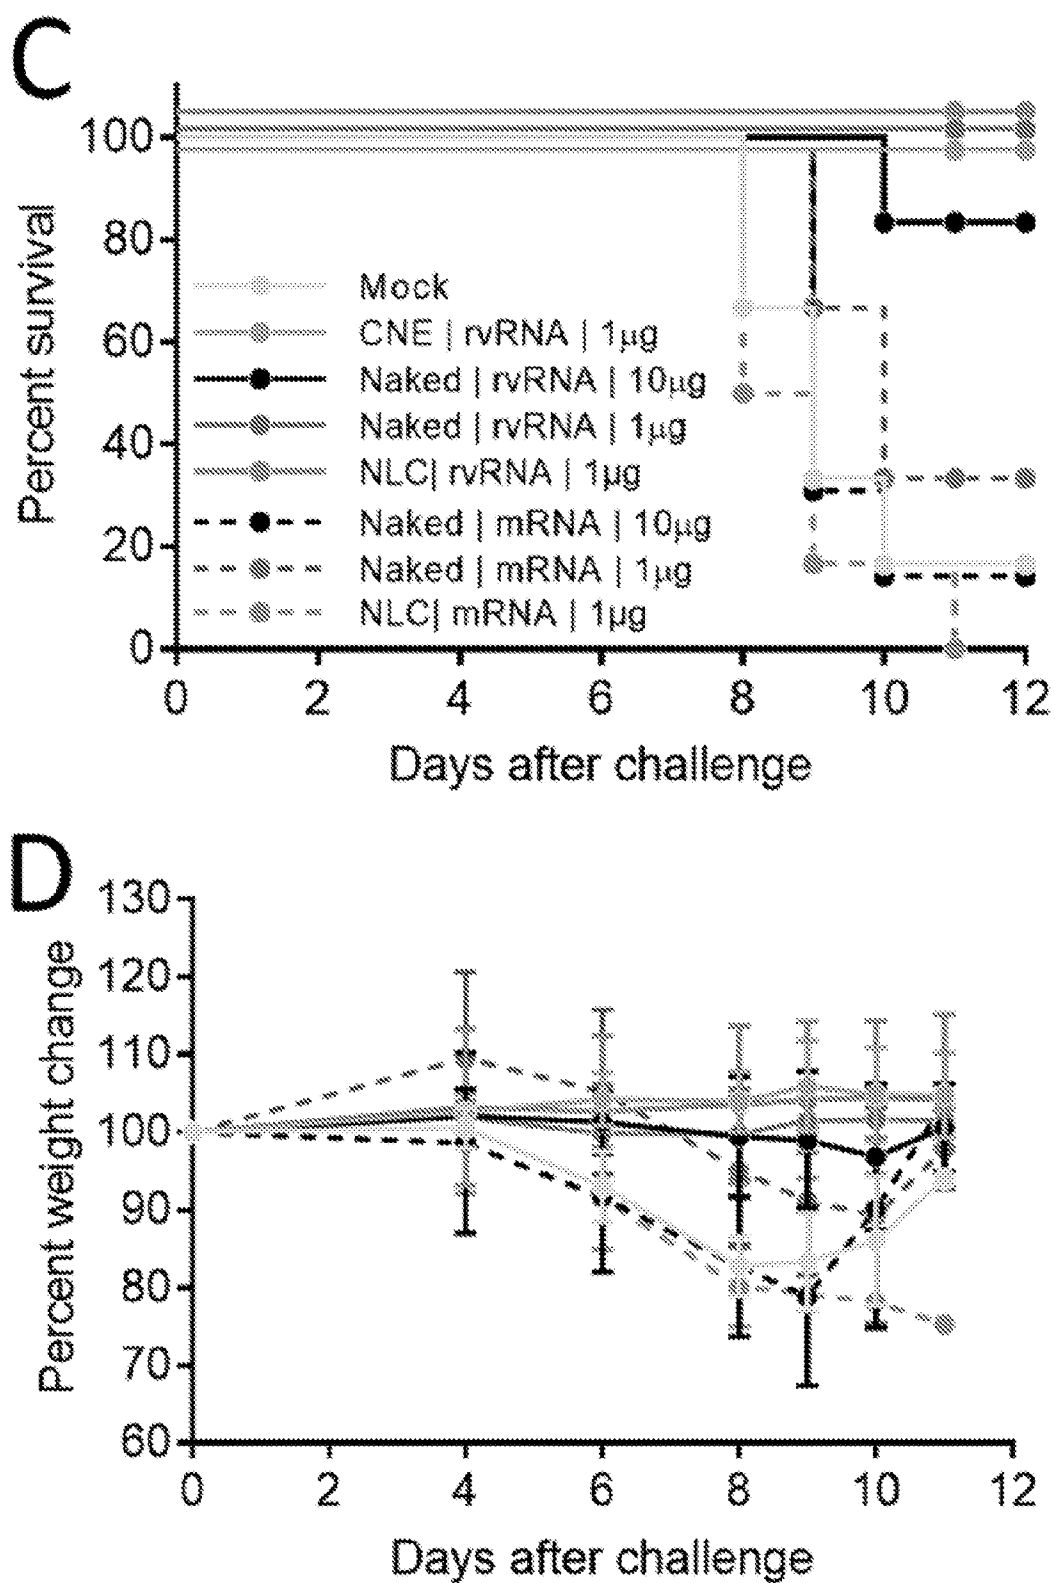 C
100
80
60
40
20
0
Percent survival
Mock
CNE | rvRNA | 1µg
Naked | rvRNA | 10µg
Naked | rvRNA | 1µg
NLC| rvRNA | 1µg
Naked | mRNA | 10µg
Naked | mRNA | 1µg
NLC| mRNA | 1µg
0 2 4 6 8 10 12
Days after challenge
D
130
120
110
100
90
80
70
60
Percent weight change
0 2 4 6 8 10 12
Days after challenge